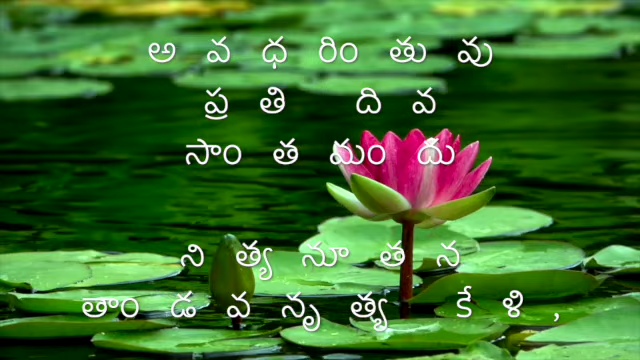 అ వ ధ రిం తు వు
ప్ర తి ది వ
సాం త మం దు
ని త్య నూ త న
తాం డ వ నృ త్య కే ళి ,